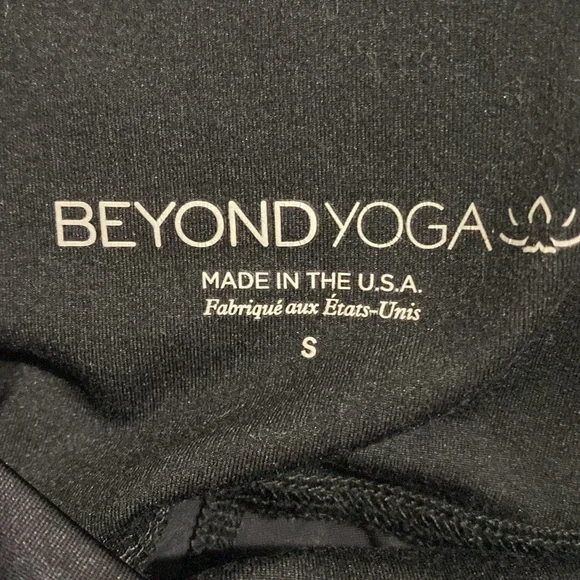 BEYOND YOGA
MADE IN THE U.S.A.
Fabriqué aux États-Unis
S